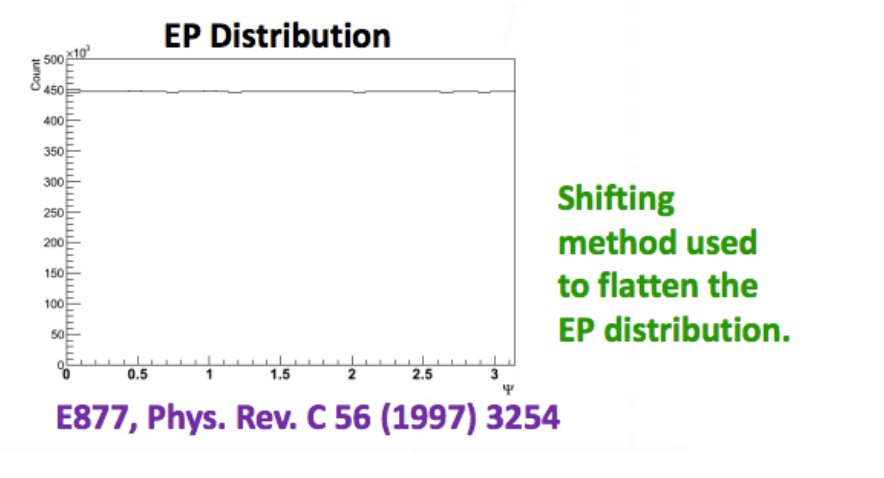 EP Distribution
×10³
Count
500
450
400
350
300
250
200
150
100
50
0
0 0.5 1 1.5 2 2.5 3
Ψ
Shifting
method used
to flatten the
EP distribution.
E877, Phys. Rev. C 56 (1997) 3254